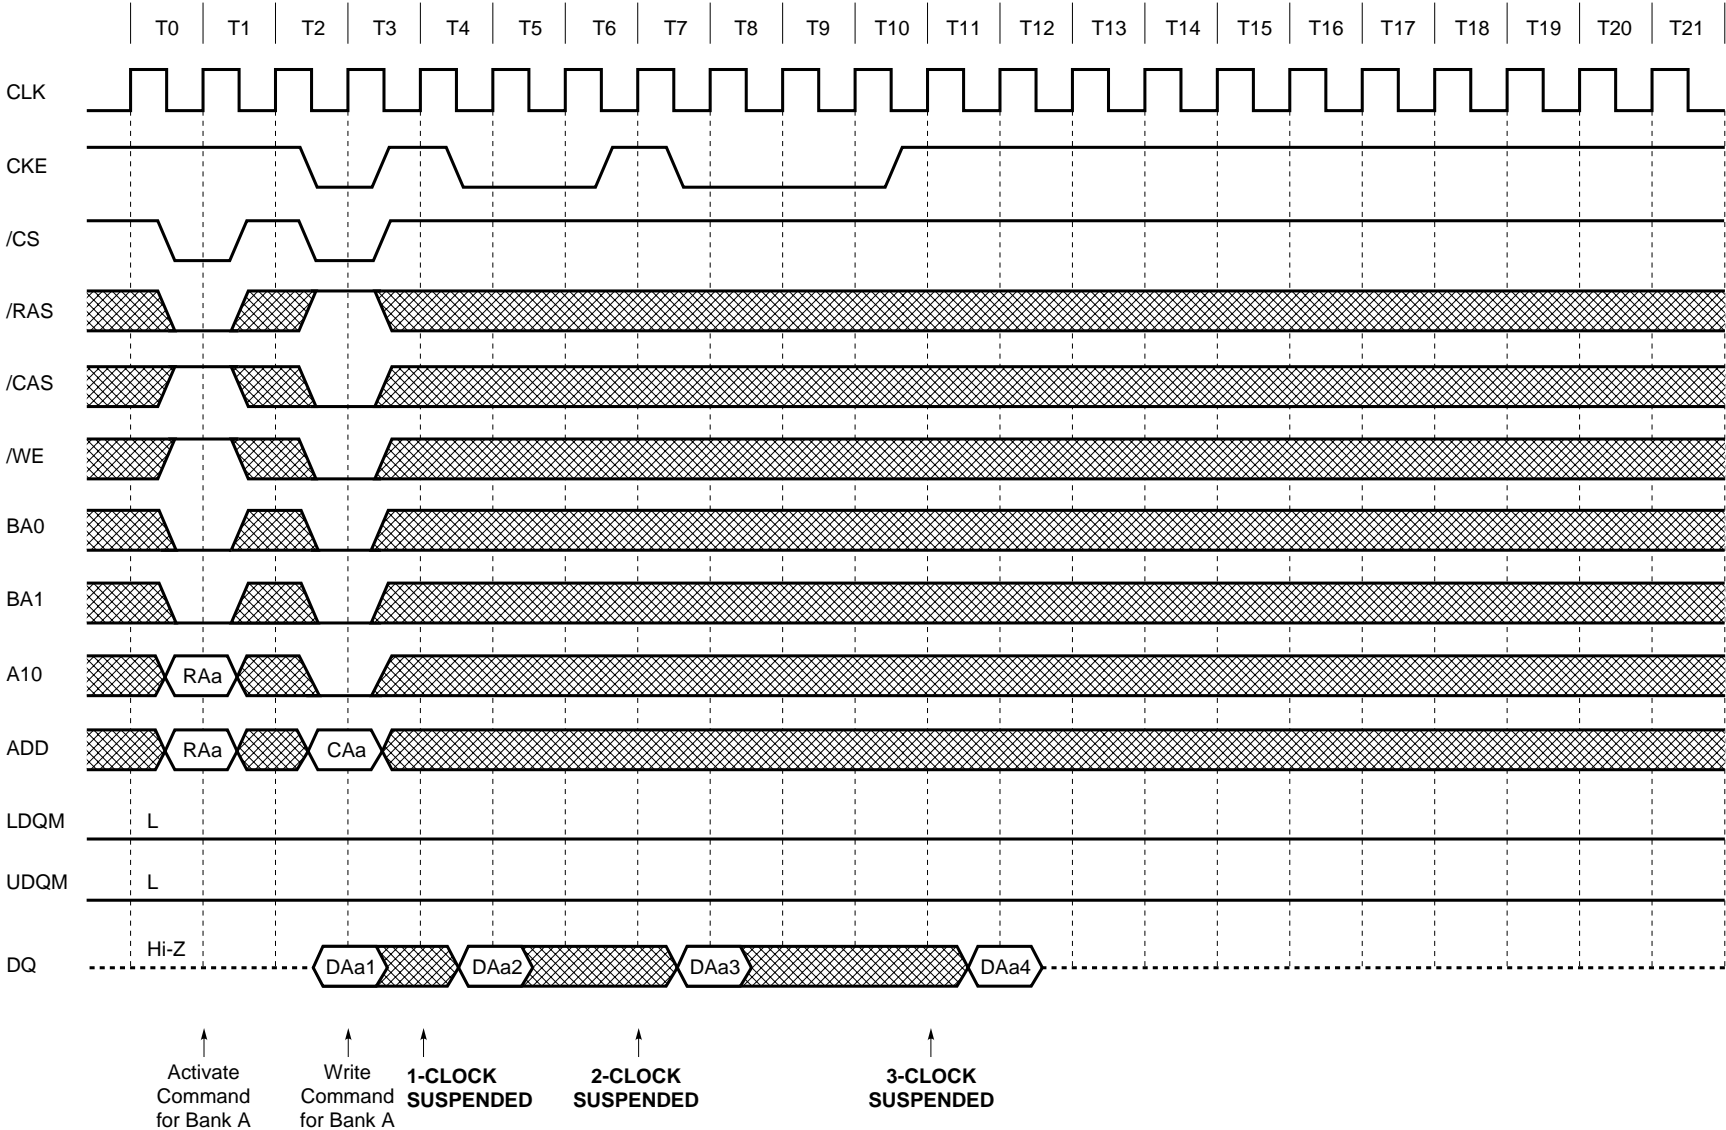 T0 T1 T2 T3 T4 T5 T6 T7 T8 T9 T10 T11 T12 T13 T14 T15 T16 T17 T18 T19 T20 T21
CLK
CKE
/CS
/RAS
/CAS
/WE
BA0
BA1
A10 RAa
ADD RAa CAa
LDQM L
UDQM L
DQ Hi-Z DAa1 DAa2 DAa3 DAa4
Activate
Command
for Bank A
Write
Command
for Bank A
1-CLOCK
SUSPENDED
2-CLOCK
SUSPENDED
3-CLOCK
SUSPENDED